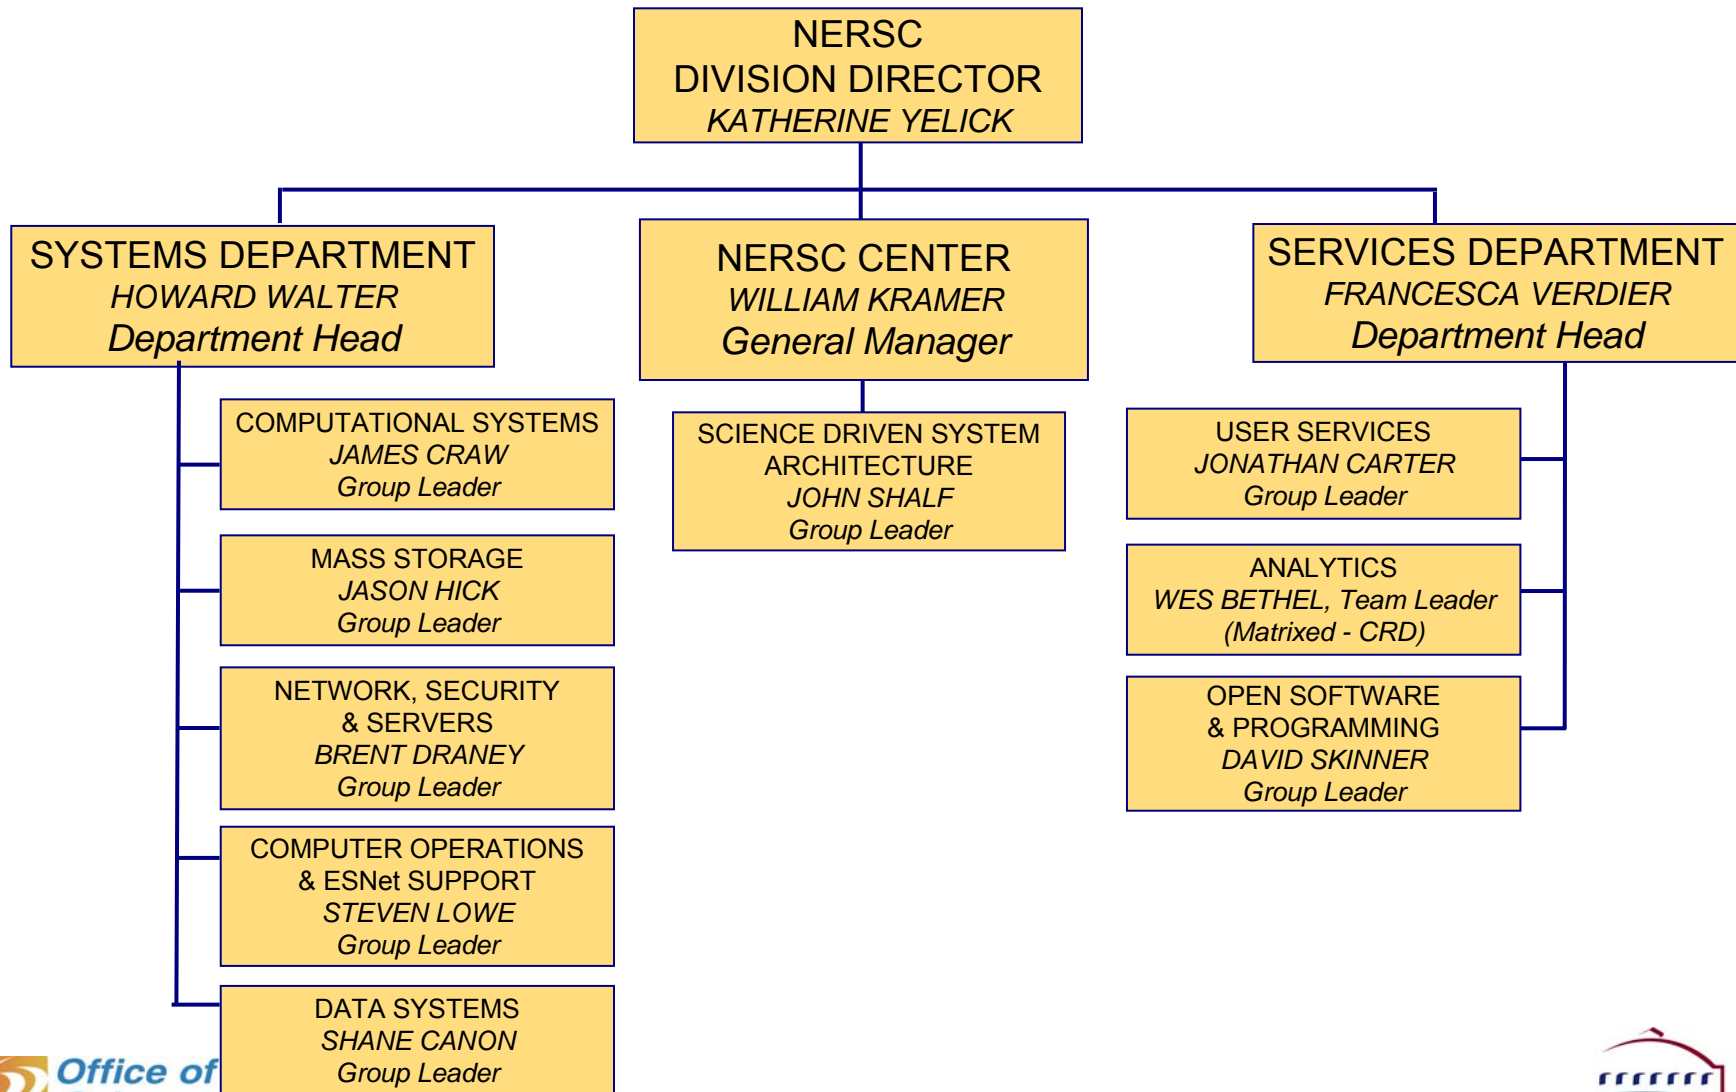 NERSC
DIVISION DIRECTOR
KATHERINE YELICK
SYSTEMS DEPARTMENT
HOWARD WALTER
Department Head
NERSC CENTER
WILLIAM KRAMER
General Manager
SERVICES DEPARTMENT
FRANCESCA VERDIER
Department Head
COMPUTATIONAL SYSTEMS
JAMES CRAW
Group Leader
MASS STORAGE
JASON HICK
Group Leader
NETWORK, SECURITY
& SERVERS
BRENT DRANEY
Group Leader
COMPUTER OPERATIONS
& ESNet SUPPORT
STEVEN LOWE
Group Leader
DATA SYSTEMS
SHANE CANON
Group Leader
SCIENCE DRIVEN SYSTEM
ARCHITECTURE
JOHN SHALF
Group Leader
USER SERVICES
JONATHAN CARTER
Group Leader
ANALYTICS
WES BETHEL, Team Leader
(Matrixed - CRD)
OPEN SOFTWARE
& PROGRAMMING
DAVID SKINNER
Group Leader
Office of